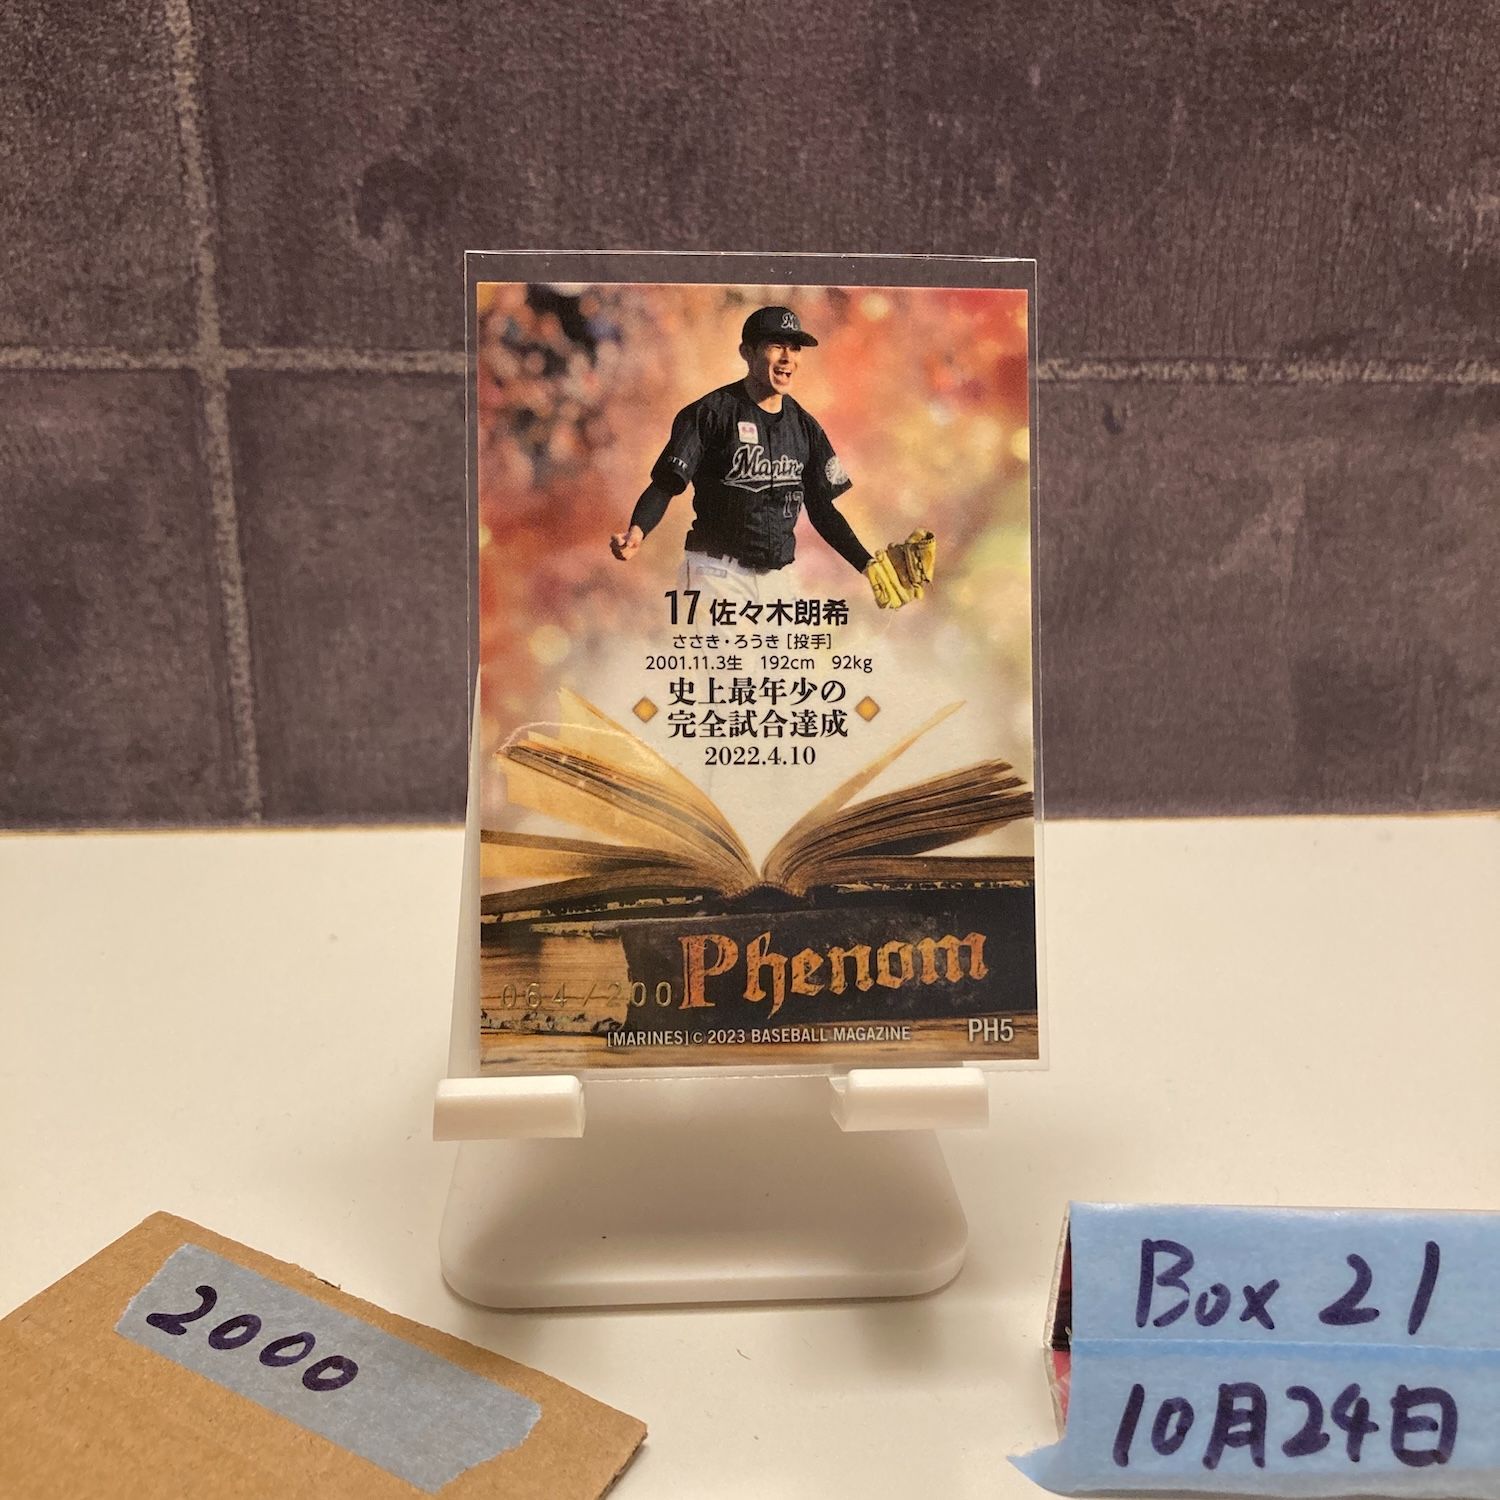 M
Marines
17
17 佐々木朗希
ささき・ろうき [投手]
2001.11.3生 192cm 92kg
史上最年少の
完全試合達成
2022.4.10
Phenom
064/200
[MARINES]© 2023 BASEBALL MAGAZINE
PH5
2000
Box 21
10月24日